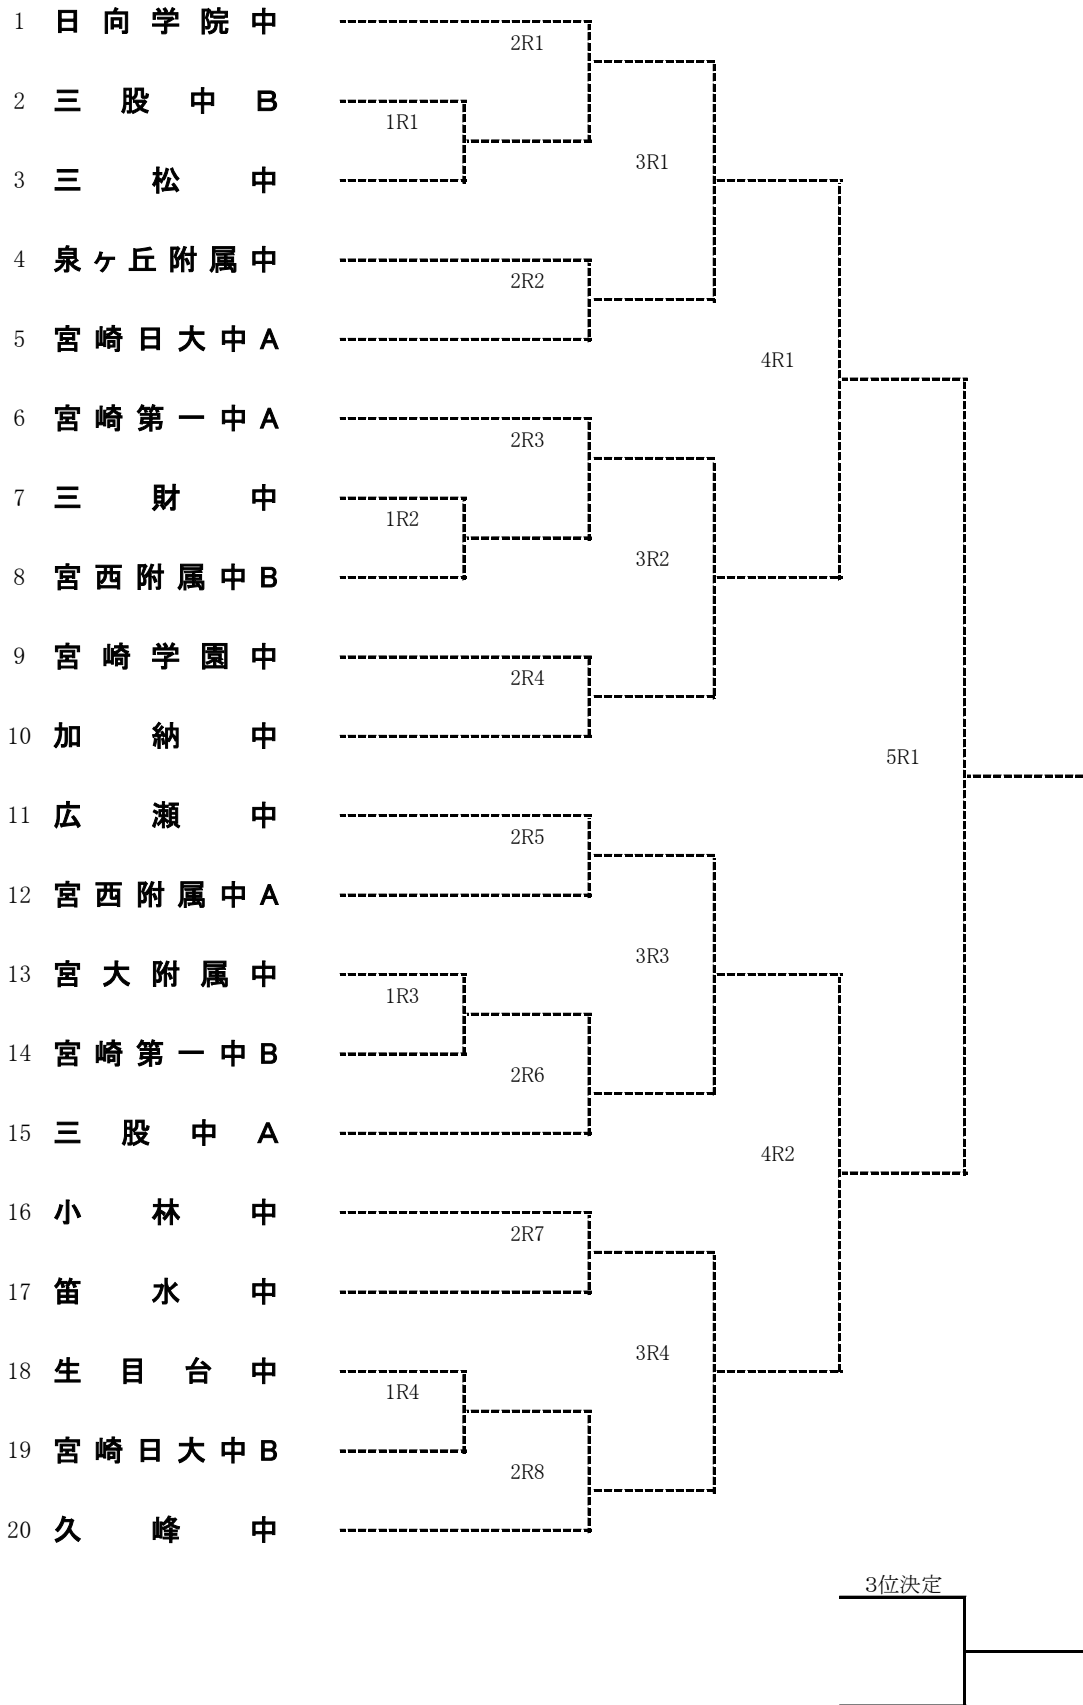 1 日向学院中
2R1
2 三股中B
1R1
3R1
3 三松中
4 泉ヶ丘附属中
2R2
5 宮崎日大中A
4R1
6 宮崎第一中A
2R3
7 三財中
1R2
3R2
8 宮西附属中B
9 宮崎学園中
2R4
10 加納中
5R1
11 広瀬中
2R5
12 宮西附属中A
3R3
13 宮大附属中
1R3
14 宮崎第一中B
2R6
15 三股中A
4R2
16 小林中
2R7
17 笛水中
3R4
18 生目台中
1R4
19 宮崎日大中B
2R8
20 久峰中
3位決定